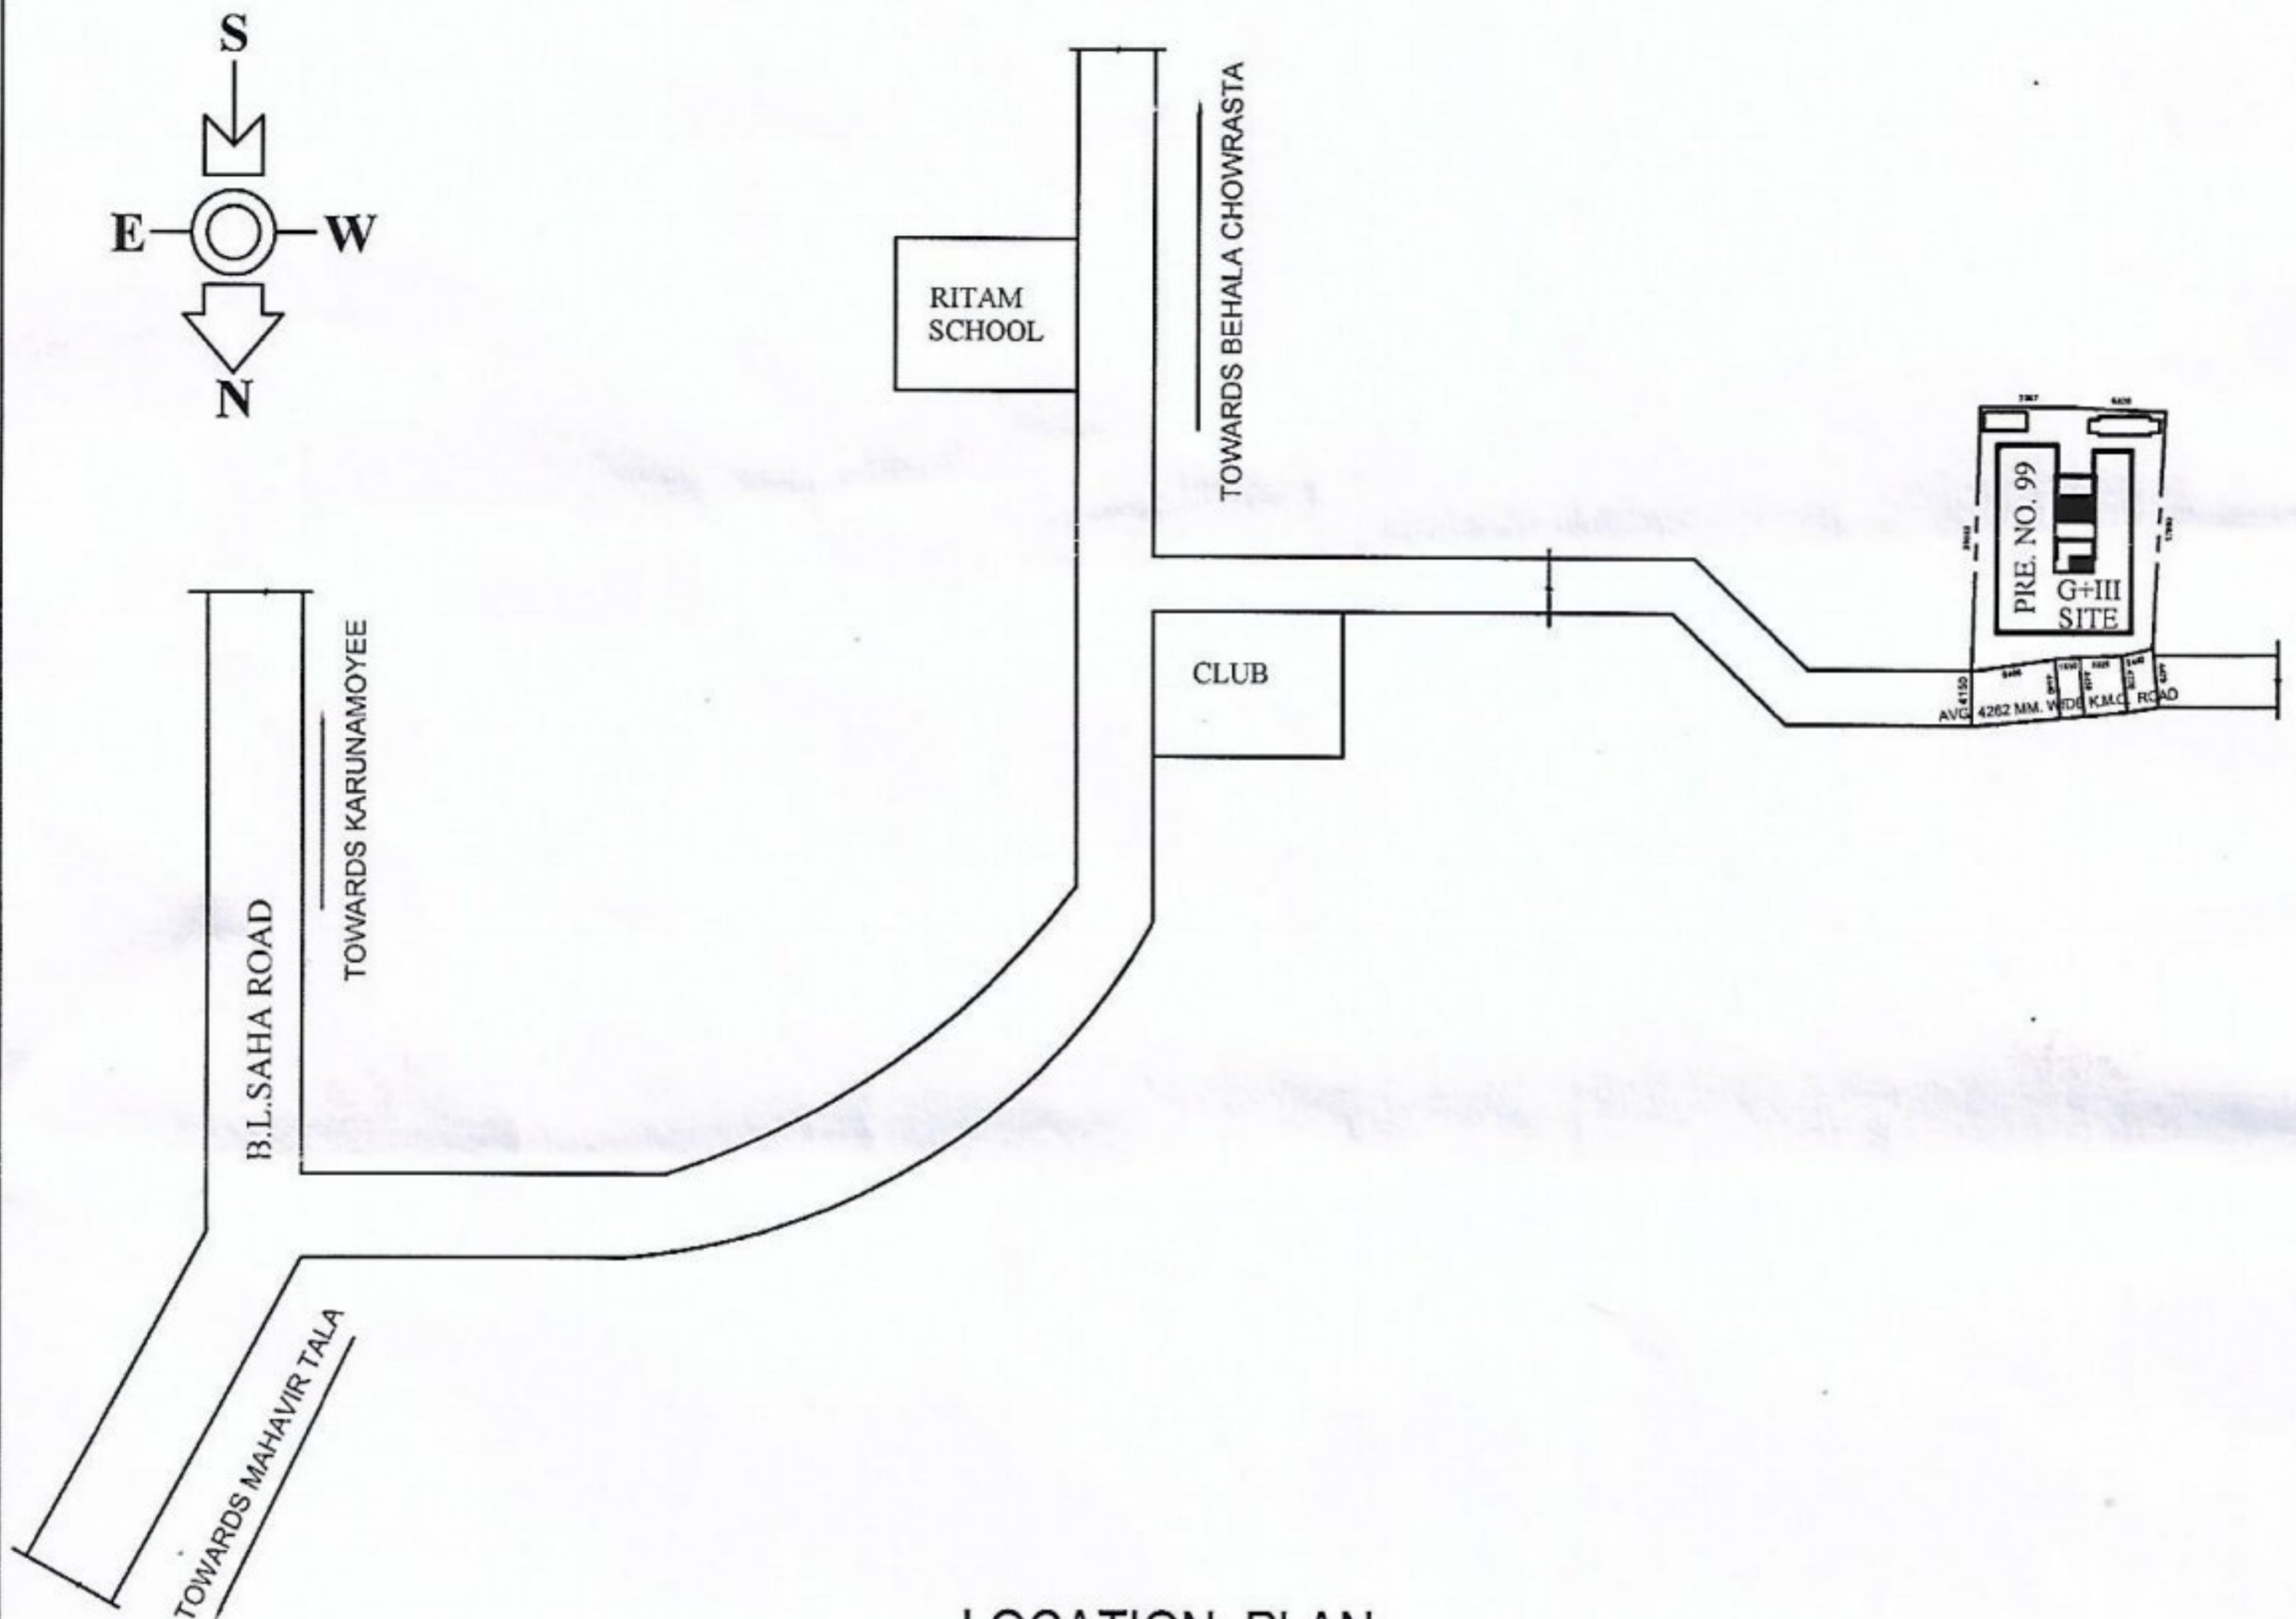 S
E
W
N
TOWARDS BEHALA CHOWRASTA
RITAM
SCHOOL
PRE. NO. 99
G+III
SITE
TOWARDS KARUNAMOYEE
CLUB
4150
AVG. 4262 MM. WIDE K.M.C. ROAD
B.L.SAHA ROAD
TOWARDS MAHAVIR TALA
LOCATION PLAN